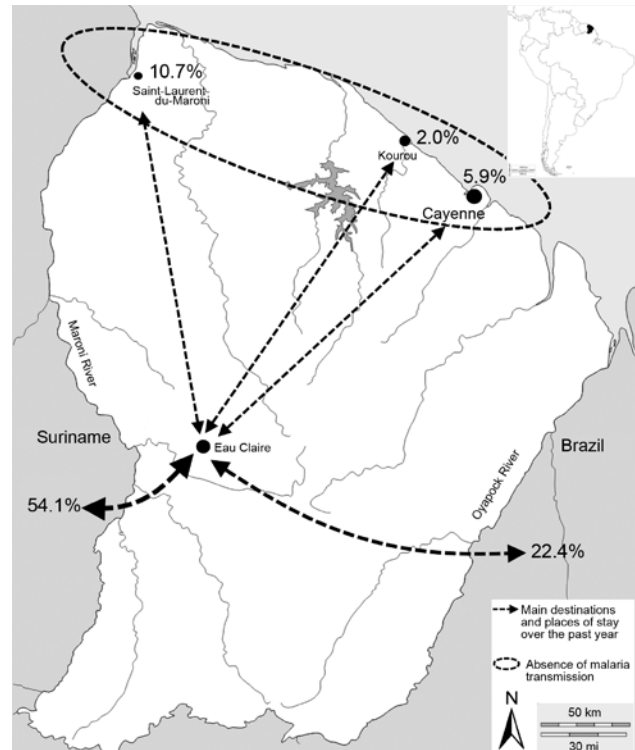 10.7%
Saint-Laurent-
du-Maroni
2.0%
Kourou
5.9%
Cayenne
Maroni River
Suriname
Eau Claire
Oyapock River
Brazil
54.1%
22.4%
Main destinations
and places of stay
over the past year
Absence of malaria
transmission
N
50 km
30 mi